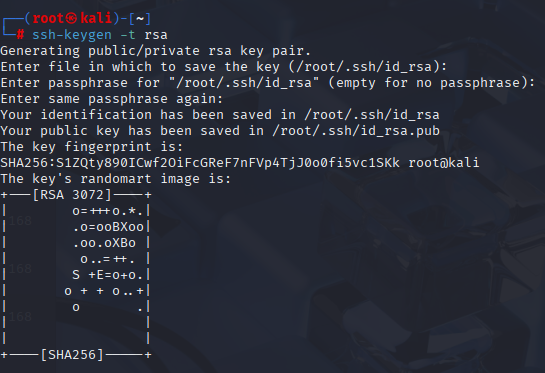 ┌──(root㉿kali)-[~]
└─# ssh-keygen -t rsa
Generating public/private rsa key pair.
Enter file in which to save the key (/root/.ssh/id_rsa):
Enter passphrase for "/root/.ssh/id_rsa" (empty for no passphrase):
Enter same passphrase again:
Your identification has been saved in /root/.ssh/id_rsa
Your public key has been saved in /root/.ssh/id_rsa.pub
The key fingerprint is:
SHA256:S1ZQty890ICwf2OiFcGReF7nFVp4TjJ0o0fi5vc1SKk root@kali
The key's randomart image is:
+---[RSA 3072]----+
|        o=+++o.*.|
|        .o=ooBXoo|
|        .oo.oXBo |
|         o..=++. |
|        S +E=o+o.|
|       o + + o..+|
|        o       .|
|                 |
|                 |
+----[SHA256]-----+